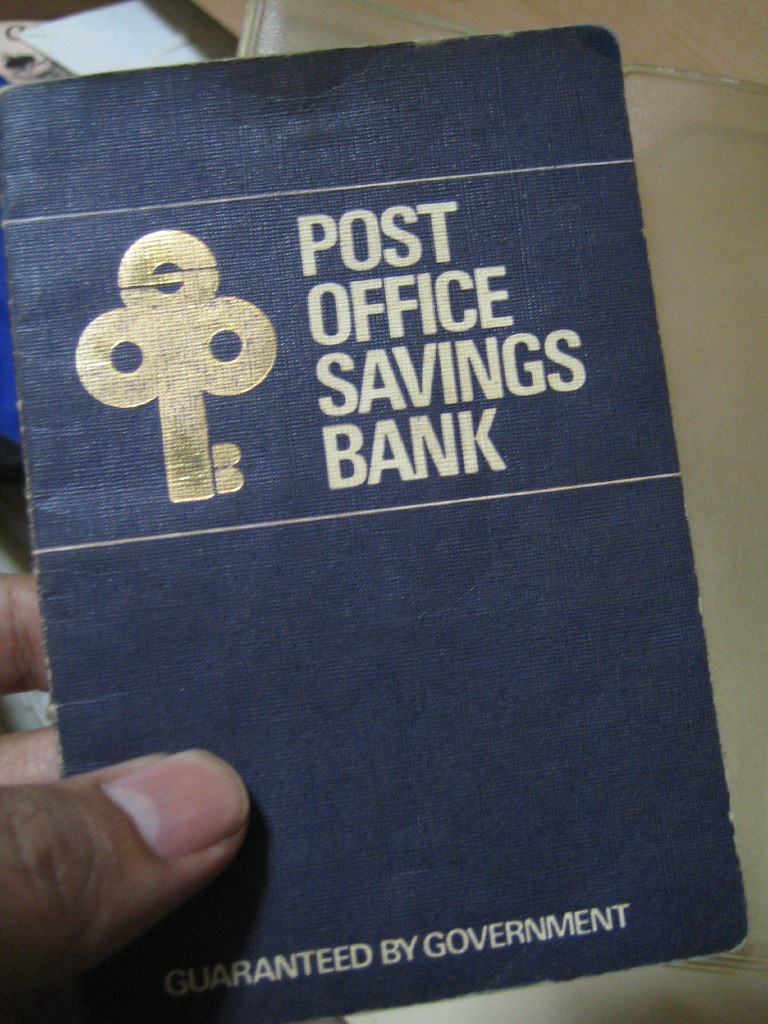 POST
OFFICE
SAVINGS
BANK
GUARANTEED BY GOVERNMENT